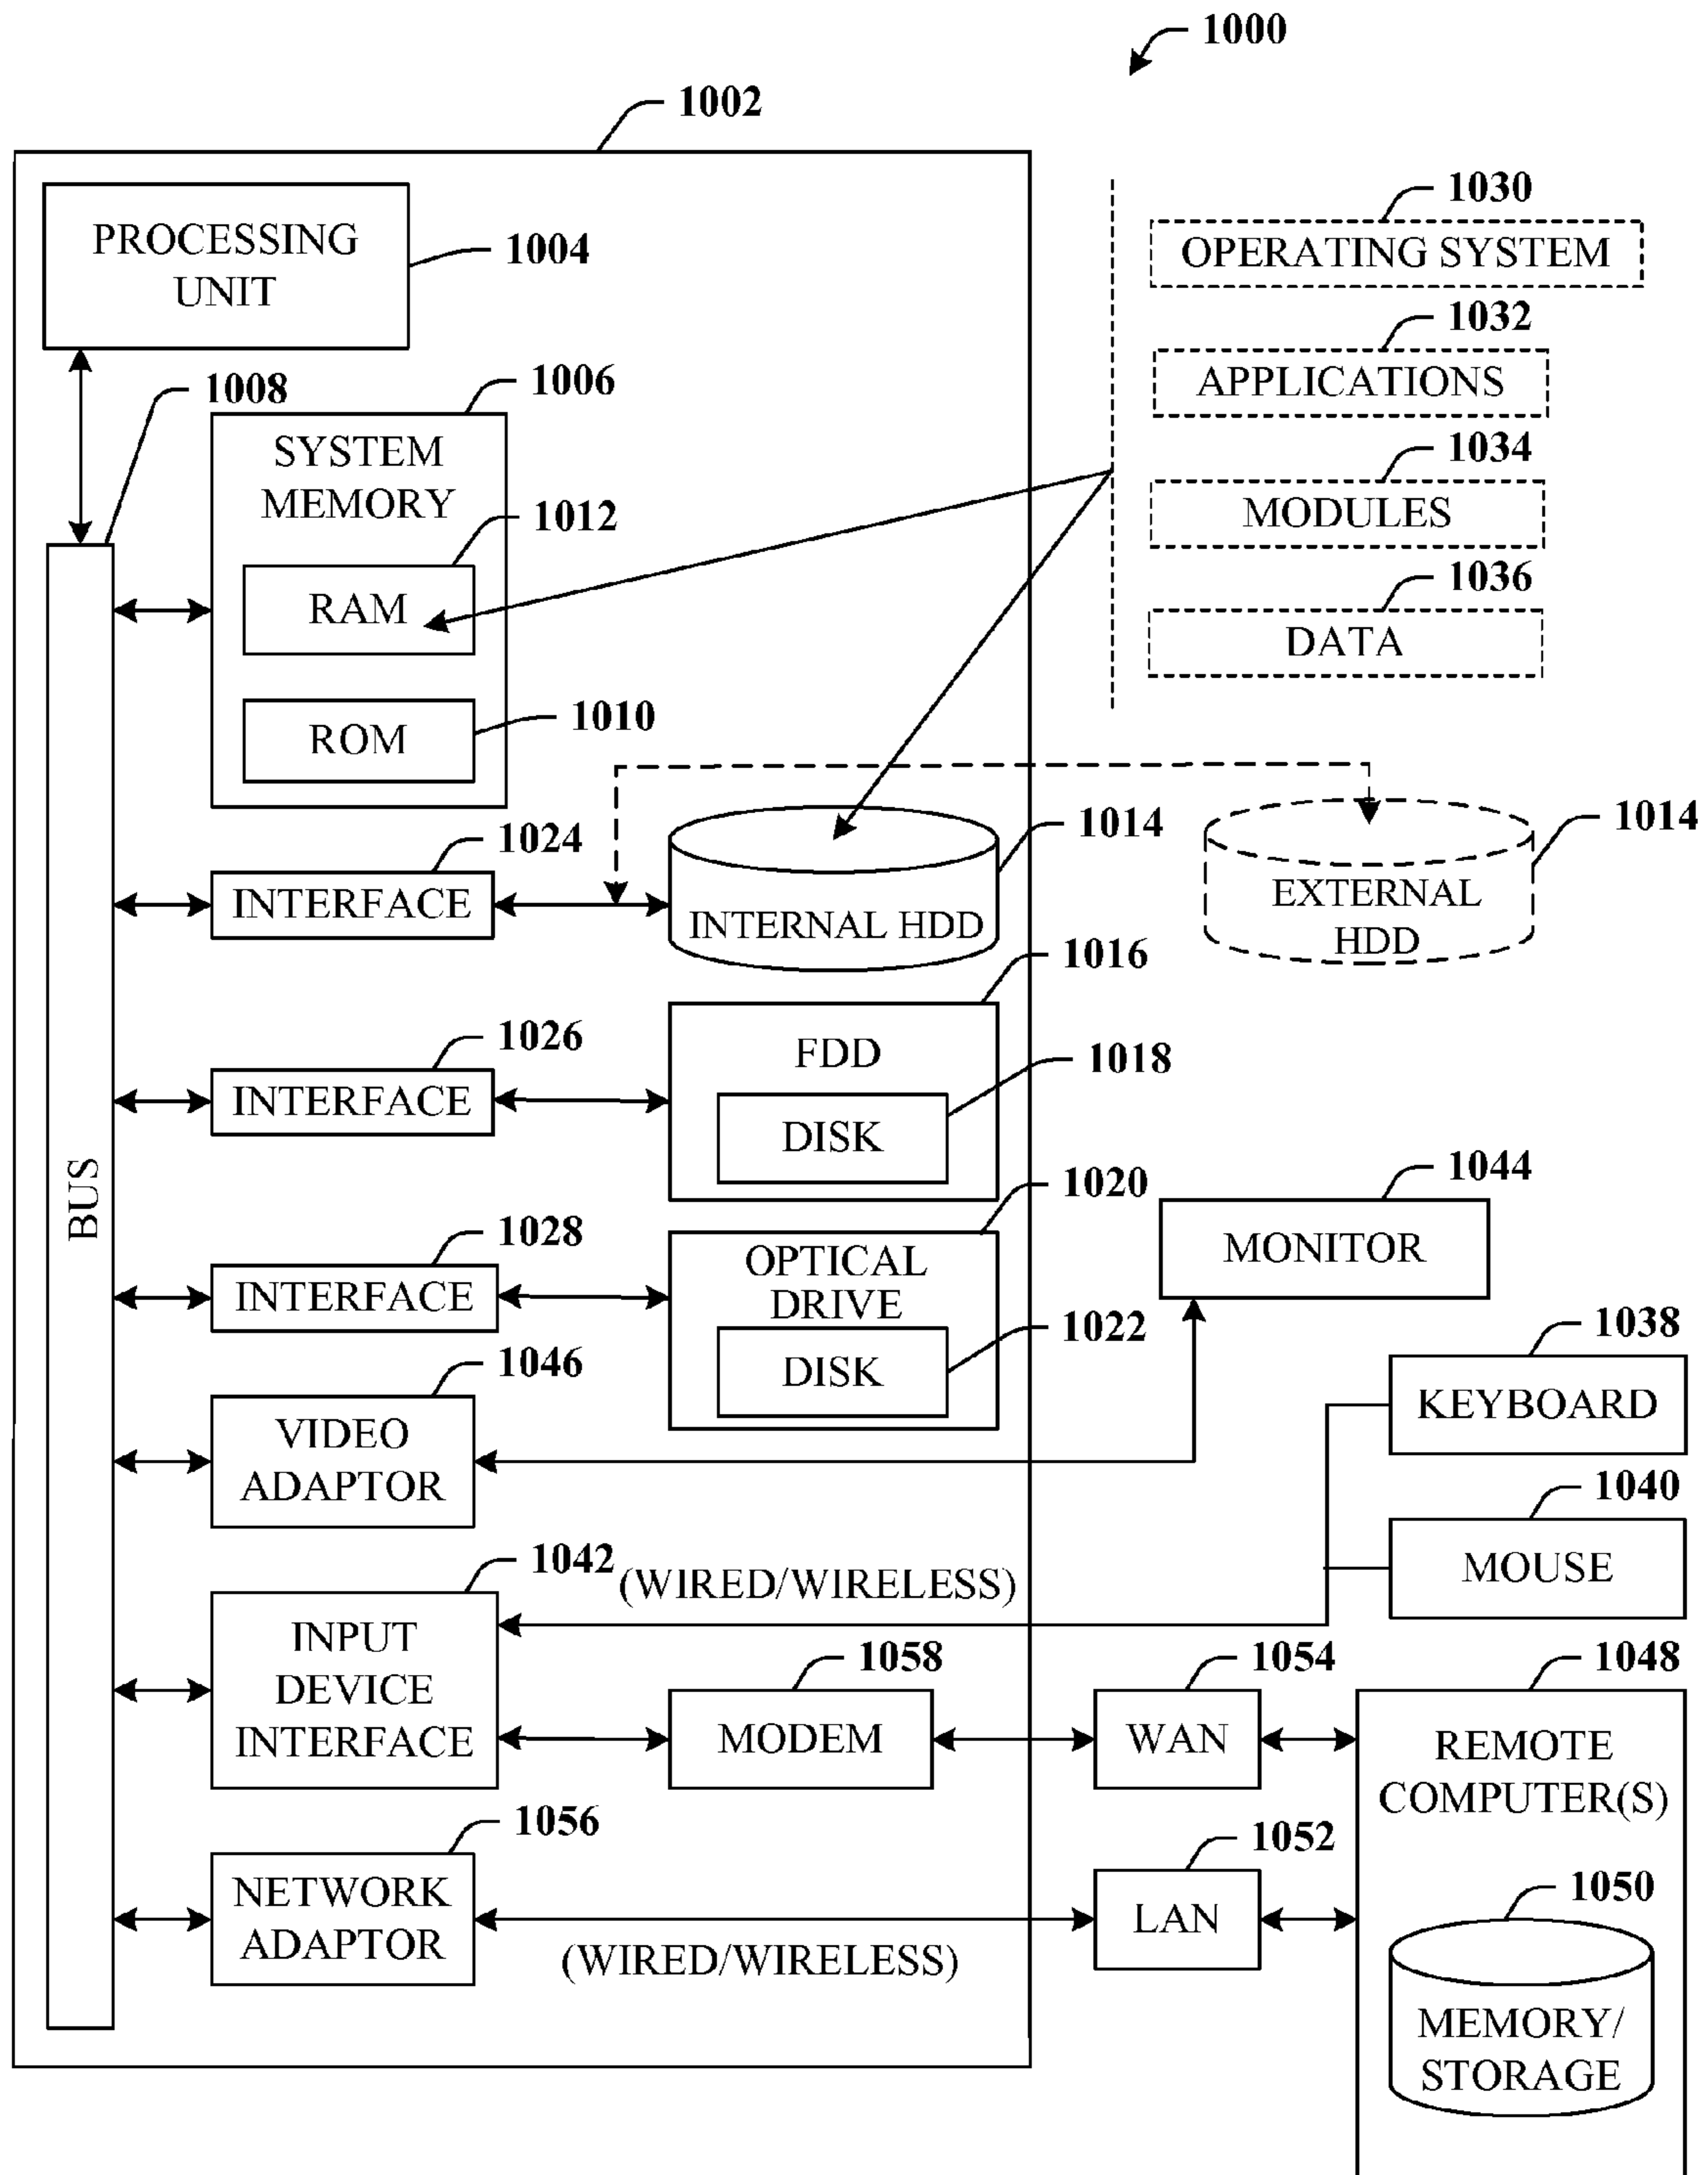 1000
1002
PROCESSING
UNIT
1004
1030
OPERATING SYSTEM
1032
APPLICATIONS
1034
MODULES
1036
DATA
1008
1006
SYSTEM
MEMORY
1012
RAM
1010
ROM
BUS
1024
INTERFACE
1014
INTERNAL HDD
1014
EXTERNAL
HDD
1026
INTERFACE
1016
FDD
1018
DISK
1028
INTERFACE
1020
OPTICAL
DRIVE
1022
DISK
1044
MONITOR
1046
VIDEO
ADAPTOR
1038
KEYBOARD
1040
MOUSE
1042
(WIRED/WIRELESS)
INPUT
DEVICE
INTERFACE
1058
MODEM
1054
WAN
1048
REMOTE
COMPUTER(S)
1056
NETWORK
ADAPTOR
(WIRED/WIRELESS)
1052
LAN
1050
MEMORY/
STORAGE